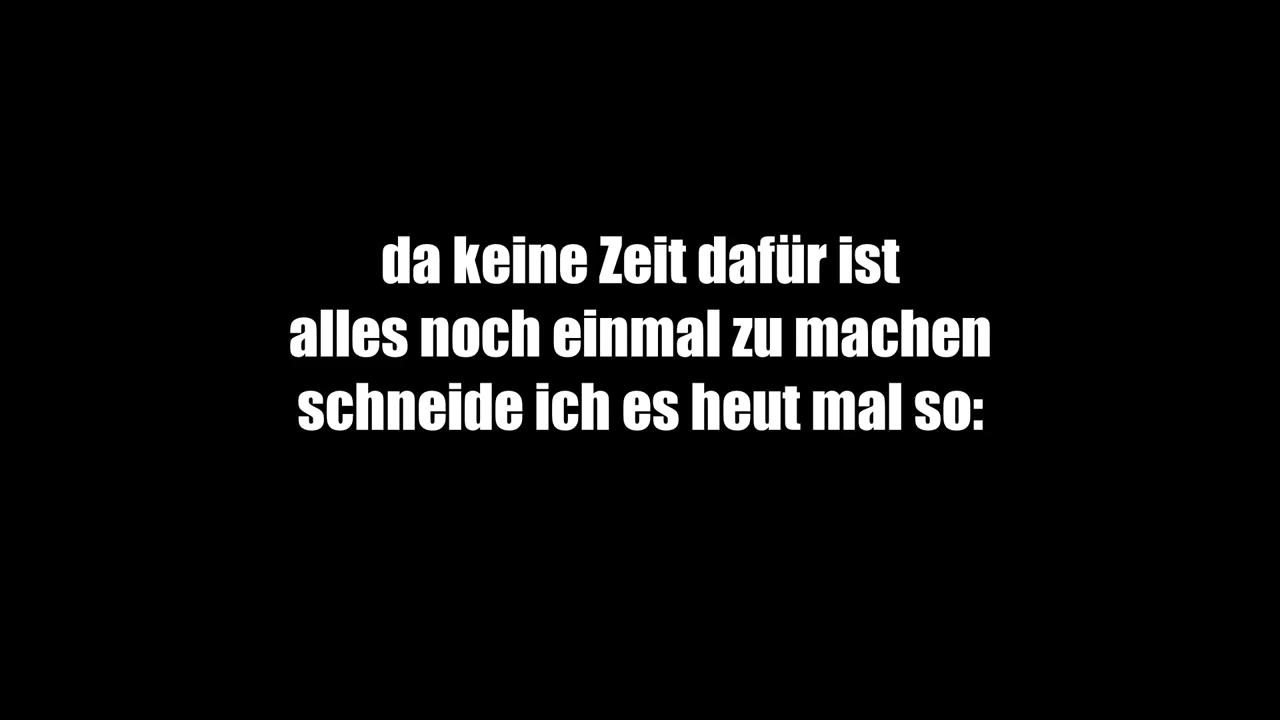 da keine Zeit dafür ist
alles noch einmal zu machen
schneide ich es heut mal so: